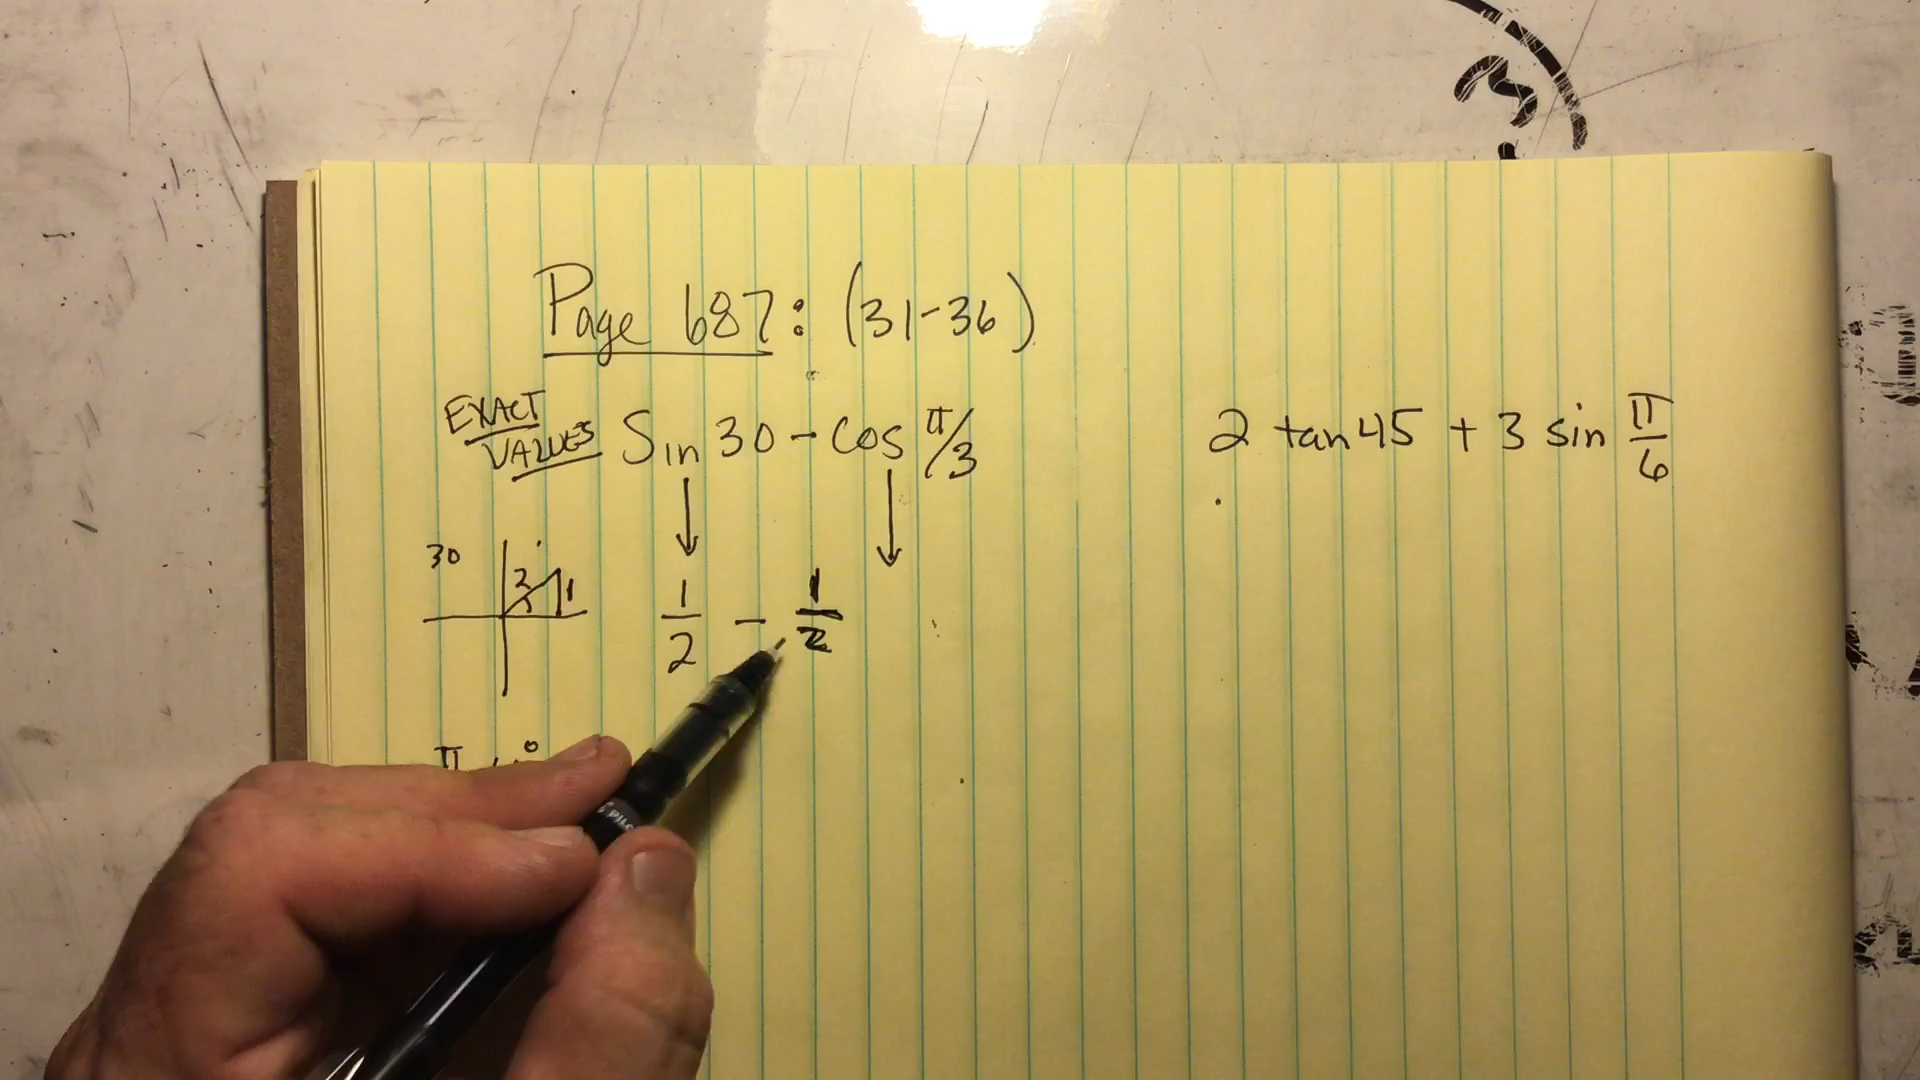 Page 687: (31-36)
EXACT
VALUES Sin 30 - cos π/3
2 tan 45 + 3 sin π/6
30
2 1
1/2 - 1/2
π